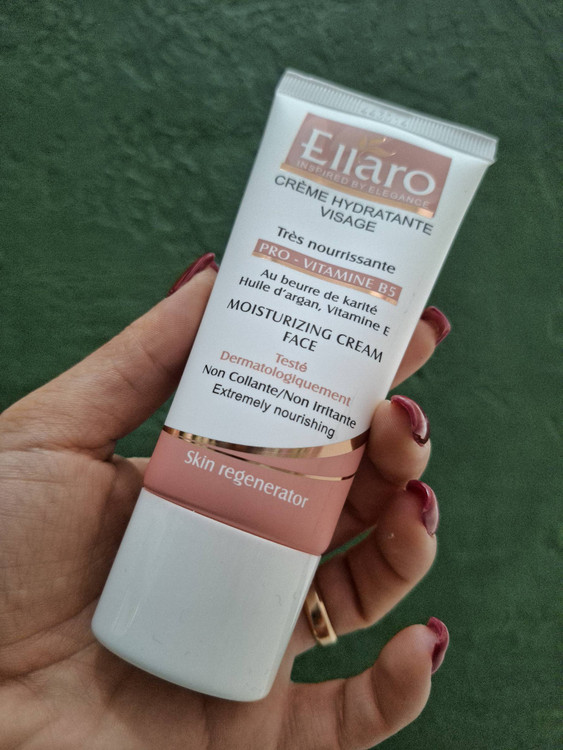 Ellaro
INSPIRED BY ELEGANCE
CRÈME HYDRATANTE
VISAGE
Très nourrissante
PRO - VITAMINE B5
Au beurre de karité
Huile d'argan, Vitamine E
MOISTURIZING CREAM
FACE
Testé
Dermatologiquement
Non Collante/Non Irritante
Extremely nourishing
Skin regenerator